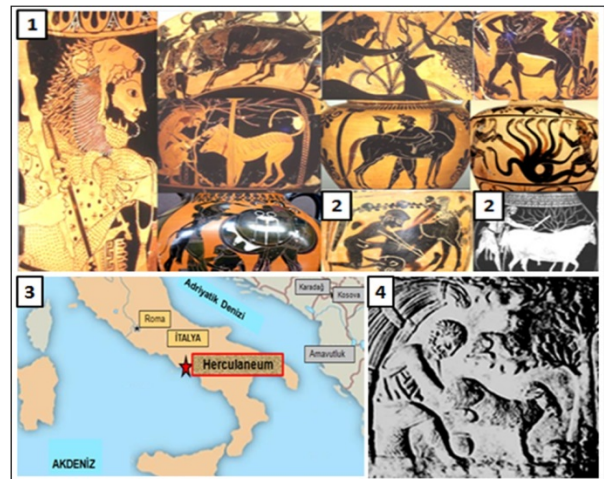 1
2
2
3
Adriyatik Denizi
Karadağ
Kosova
Roma
İTALYA
Arnavutluk
Herculaneum
AKDENİZ
4